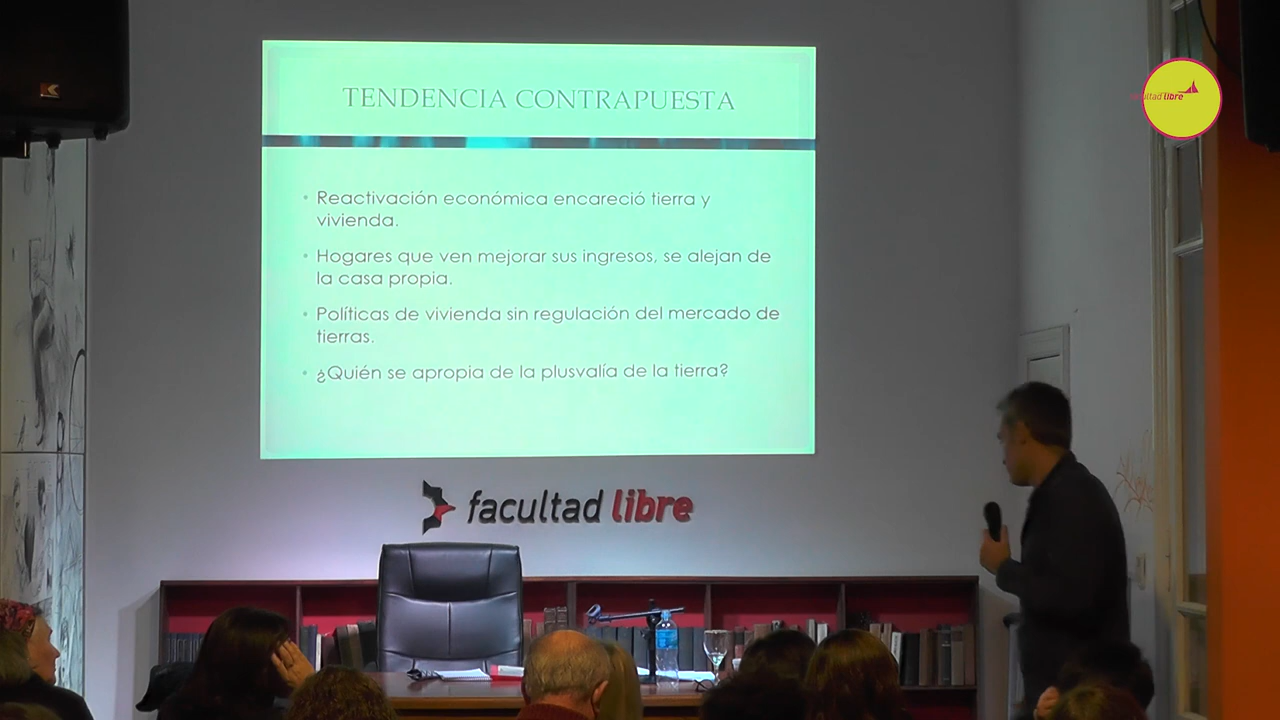 TENDENCIA CONTRAPUESTA
• Reactivación económica encareció tierra y
vivienda.
• Hogares que ven mejorar sus ingresos, se alejan de
la casa propia.
• Políticas de vivienda sin regulación del mercado de
tierras.
• ¿Quién se apropia de la plusvalía de la tierra?
facultad libre
facultad libre